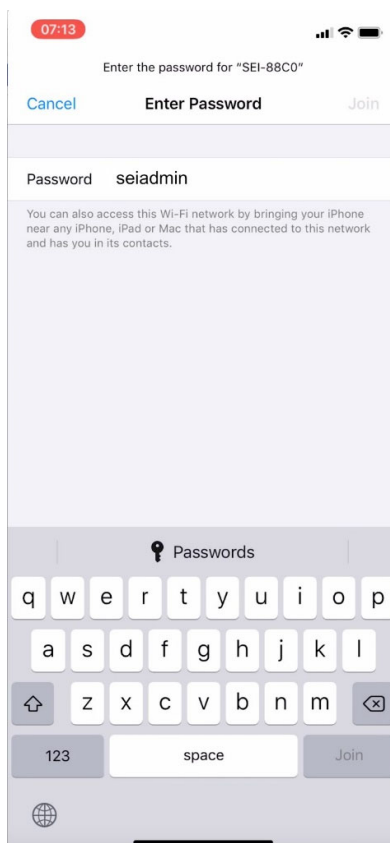 07:13
Enter the password for "SEI-88C0"
Cancel Enter Password Join
Password seiadmin
You can also access this Wi-Fi network by bringing your iPhone
near any iPhone, iPad or Mac that has connected to this network
and has you in its contacts.
Passwords
q w e r t y u i o p
a s d f g h j k l
z x c v b n m
123 space Join